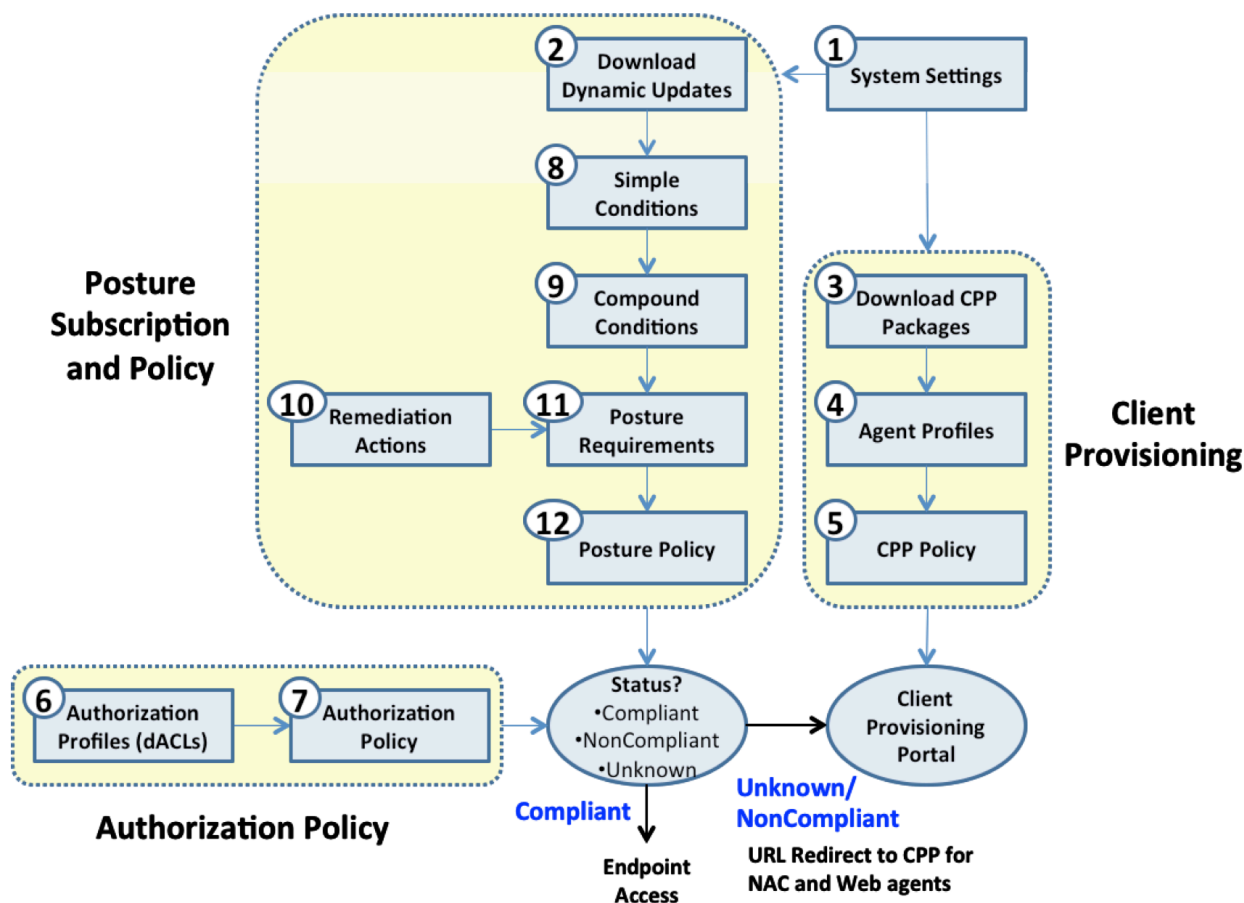 2
Download
Dynamic Updates
1
System Settings
8
Simple
Conditions
Posture
Subscription
and Policy
9
Compound
Conditions
3
Download CPP
Packages
10
Remediation
Actions
11
Posture
Requirements
4
Agent Profiles
Client
Provisioning
12
Posture Policy
5
CPP Policy
6
Authorization
Profiles (dACLs)
7
Authorization
Policy
Status?
•Compliant
•NonCompliant
•Unknown
Client
Provisioning
Portal
Authorization Policy
Compliant
Unknown/
NonCompliant
Endpoint
Access
URL Redirect to CPP for
NAC and Web agents